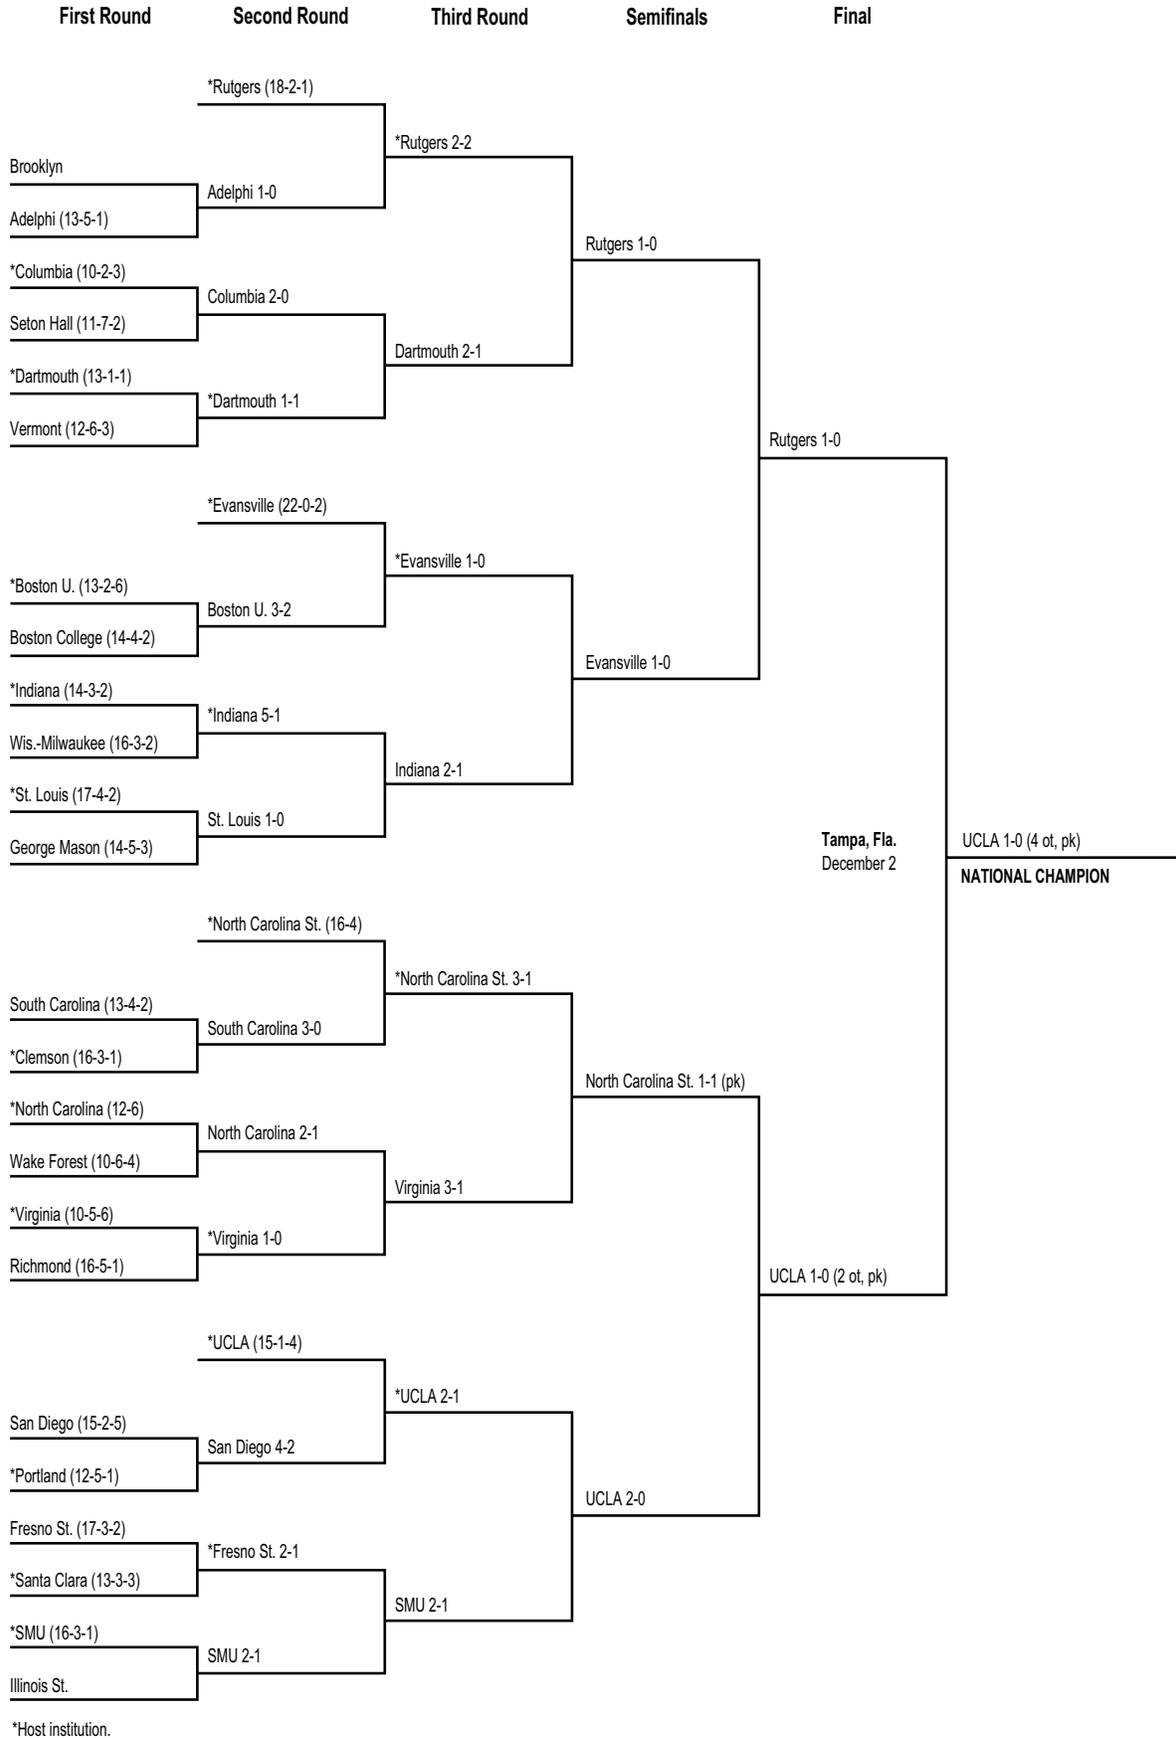 First Round
Second Round
Third Round
Semifinals
Final
*Rutgers (18-2-1)
*Rutgers 2-2
Brooklyn
Adelphi 1-0
Adelphi (13-5-1)
Rutgers 1-0
*Columbia (10-2-3)
Columbia 2-0
Seton Hall (11-7-2)
Dartmouth 2-1
*Dartmouth (13-1-1)
*Dartmouth 1-1
Vermont (12-6-3)
Rutgers 1-0
*Evansville (22-0-2)
*Evansville 1-0
*Boston U. (13-2-6)
Boston U. 3-2
Boston College (14-4-2)
Evansville 1-0
*Indiana (14-3-2)
*Indiana 5-1
Wis.-Milwaukee (16-3-2)
Indiana 2-1
*St. Louis (17-4-2)
St. Louis 1-0
George Mason (14-5-3)
Tampa, Fla.
December 2
UCLA 1-0 (4 ot, pk)
NATIONAL CHAMPION
*North Carolina St. (16-4)
*North Carolina St. 3-1
South Carolina (13-4-2)
South Carolina 3-0
*Clemson (16-3-1)
North Carolina St. 1-1 (pk)
*North Carolina (12-6)
North Carolina 2-1
Wake Forest (10-6-4)
Virginia 3-1
*Virginia (10-5-6)
*Virginia 1-0
Richmond (16-5-1)
UCLA 1-0 (2 ot, pk)
*UCLA (15-1-4)
*UCLA 2-1
San Diego (15-2-5)
San Diego 4-2
*Portland (12-5-1)
UCLA 2-0
Fresno St. (17-3-2)
*Fresno St. 2-1
*Santa Clara (13-3-3)
SMU 2-1
*SMU (16-3-1)
SMU 2-1
Illinois St.
*Host institution.